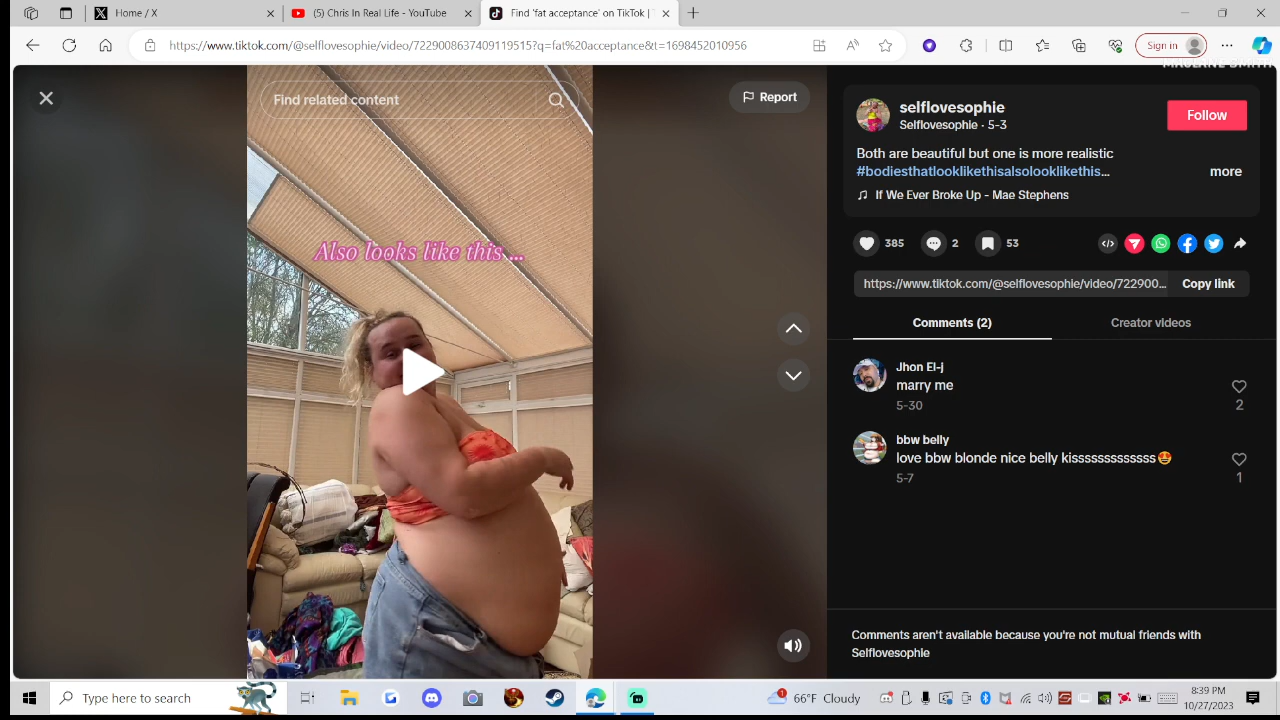 Home / X
(5) Chris In Real Life - YouTube
Find 'fat acceptance' on TikTok |
https://www.tiktok.com/@selflovesophie/video/7229008637409119515?q=fat%20acceptance&t=1698452010956
Sign in
Find related content
Report
Also looks like this ...
selflovesophie
Selflovesophie · 5-3
Follow
Both are beautiful but one is more realistic
#bodiesthatlooklikethisalsolooklikethis...
more
If We Ever Broke Up - Mae Stephens
385
2
53
https://www.tiktok.com/@selflovesophie/video/722900...
Copy link
Comments (2)
Creator videos
Jhon El-j
marry me
5-30
2
bbw belly
love bbw blonde nice belly kisssssssssssss🤩
5-7
1
Comments aren't available because you're not mutual friends with
Selflovesophie
Type here to search
1
66°F Cloudy
8:39 PM
10/27/2023